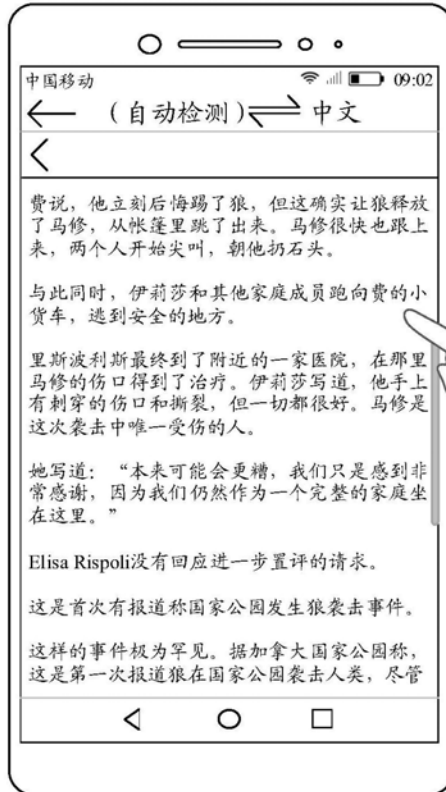 中国移动 09:02
(自动检测) 中文
费说，他立刻后悔踢了狼，但这确实让狼释放
了马修，从帐篷里跳了出来。马修很快也跟上
来，两个人开始尖叫，朝他扔石头。
与此同时，伊莉莎和其他家庭成员跑向费的小
货车，逃到安全的地方。
里斯波利斯最终到了附近的一家医院，在那里
马修的伤口得到了治疗。伊莉莎写道，他手上
有刺穿的伤口和撕裂，但一切都很好。马修是
这次袭击中唯一受伤的人。
她写道：“本来可能会更糟，我们只是感到非
常感谢，因为我们仍然作为一个完整的家庭坐
在这里。”
Elisa Rispoli没有回应进一步置评的请求。
这是首次有报道称国家公园发生狼袭击事件。
这样的事件极为罕见。据加拿大国家公园称，
这是第一次报道狼在国家公园袭击人类，尽管